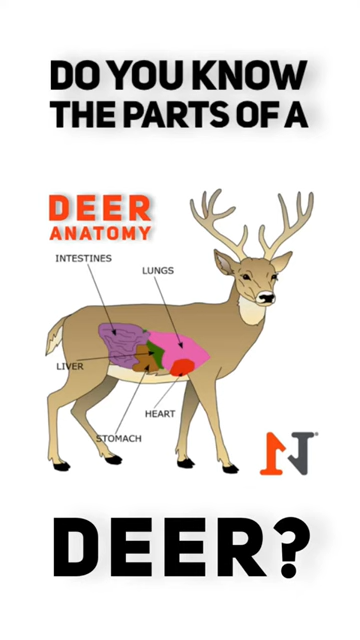 DO YOU KNOW
THE PARTS OF A
DEER
ANATOMY
INTESTINES
LUNGS
LIVER
HEART
STOMACH
DEER?